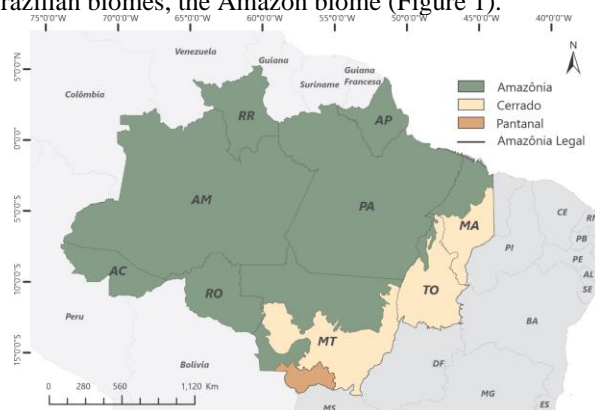 razilian biomes, the Amazon biome (Figure 1).
75°0'0"W
70°0'0"W
65°0'0"W
60°0'0"W
55°0'0"W
50°0'0"W
45°0'0"W
40°0'0"W
5°0'0"N
0°0'0"
5°0'0"S
10°0'0"S
15°0'0"S
Venezuela
Guiana
Suriname
Guiana
Francesa
Colômbia
N
Amazônia
Cerrado
Pantanal
Amazônia Legal
RR
AP
AM
PA
MA
CE
PI
PB
PE
AL
SE
AC
RO
TO
BA
Peru
MT
Bolívia
DF
MG
MS
ES
0 280 560 1,120 Km